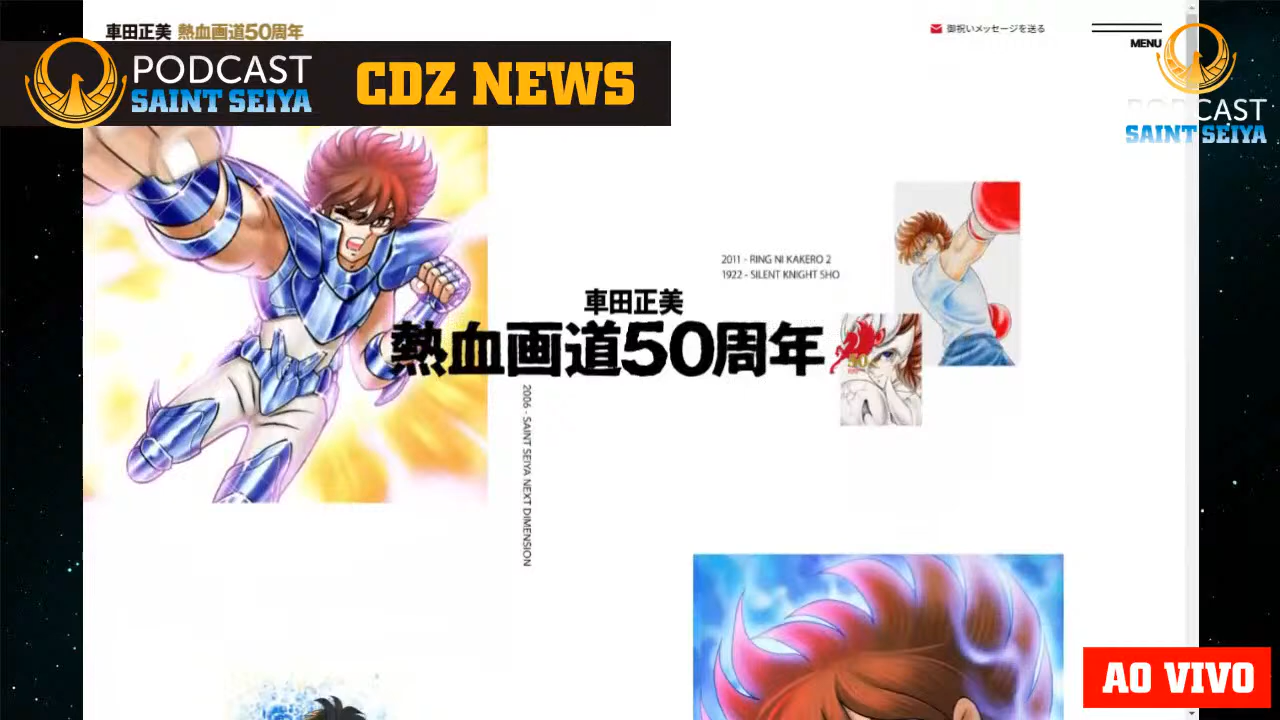 車田正美 熱血画道50周年
御祝いメッセージを送る
MENU
PODCAST
SAINT SEIYA
CDZ NEWS
PODCAST
SAINT SEIYA
2011 - RING NI KAKERO 2
1922 - SILENT KNIGHT SHO
車田正美
熱血画道50周年
2006 - SAINT SEIYA NEXT DIMENSION
AO VIVO